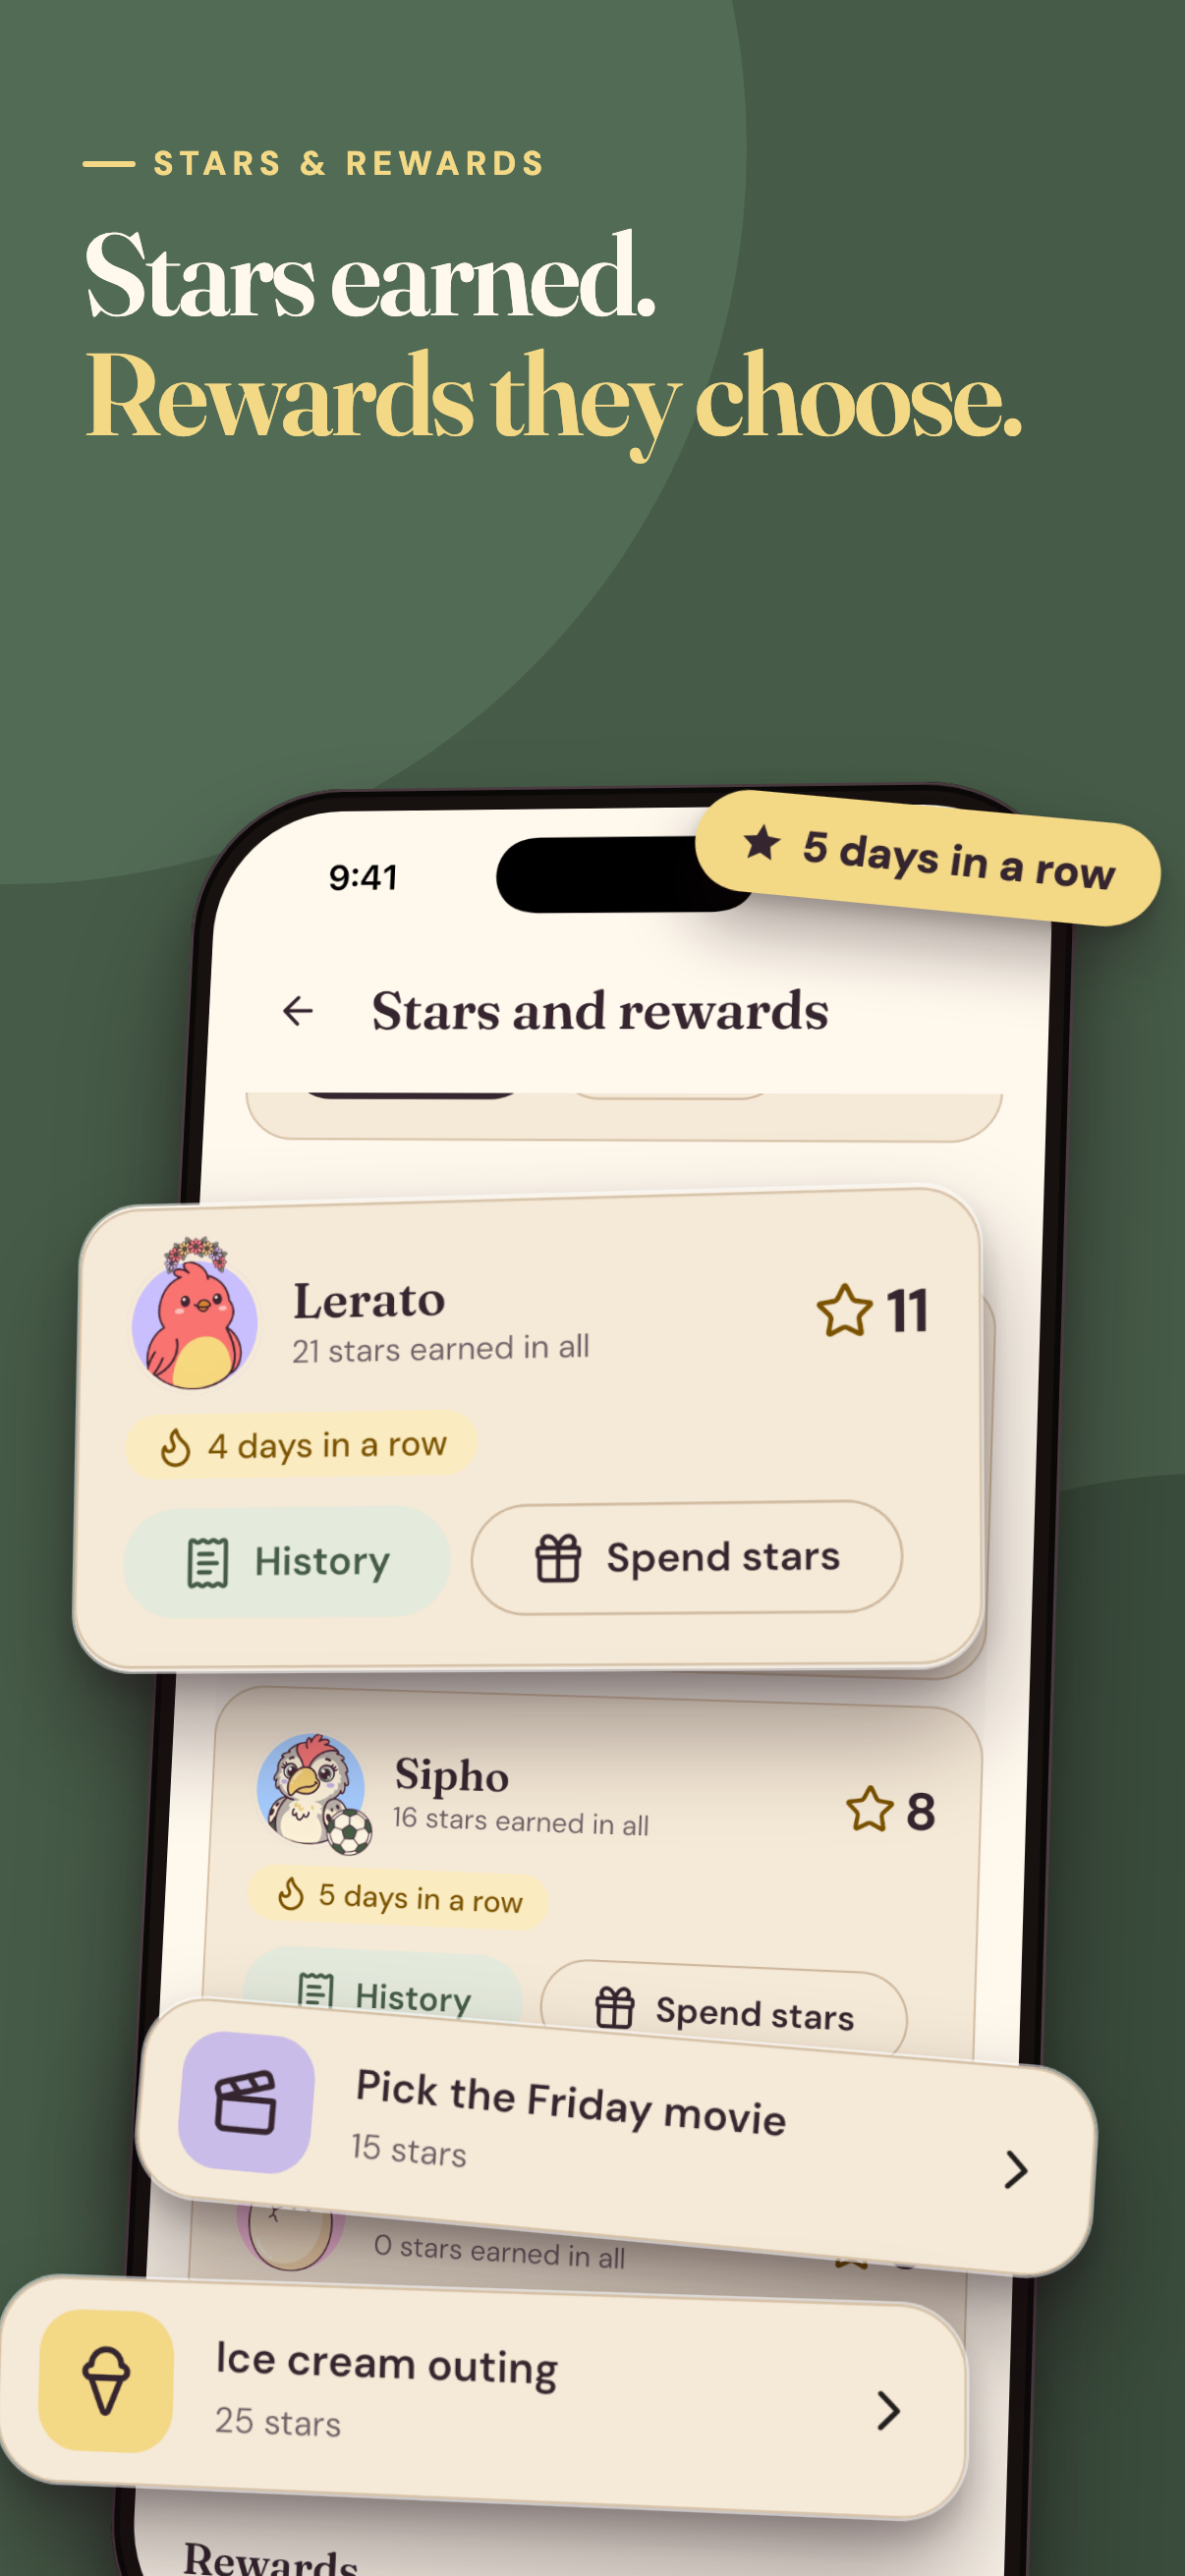 STARS & REWARDS
Stars earned.
Rewards they choose.
9:41
5 days in a row
Stars and rewards
Lerato
11
21 stars earned in all
4 days in a row
History
Spend stars
Sipho
8
16 stars earned in all
5 days in a row
History
Spend stars
Pick the Friday movie
15 stars
0 stars earned in all
Ice cream outing
25 stars
Rewards